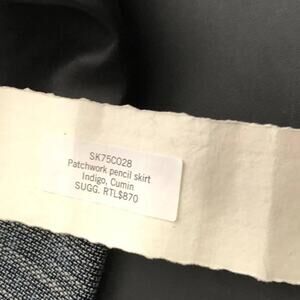 SK75C028
Patchwork pencil skirt
Indigo, Cumin
SUGG. RTL$870